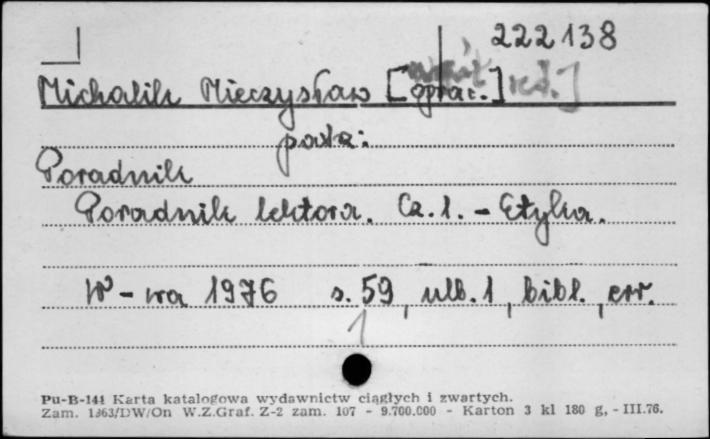 222138
Michalik Mieczysław [oprac.] red.]
patz:
Poradnik
Poradnik lektora. Cz. 1. - Etyka.
W-wa 1976 s. 59, nlb. 1, bibl., err.
1
Pu-B-141 Karta katalogowa wydawnictw ciągłych i zwartych.
Zam. 1363/DW/On W.Z.Graf. Z-2 zam. 107 - 9.700.000 - Karton 3 kl 180 g, - III.76.